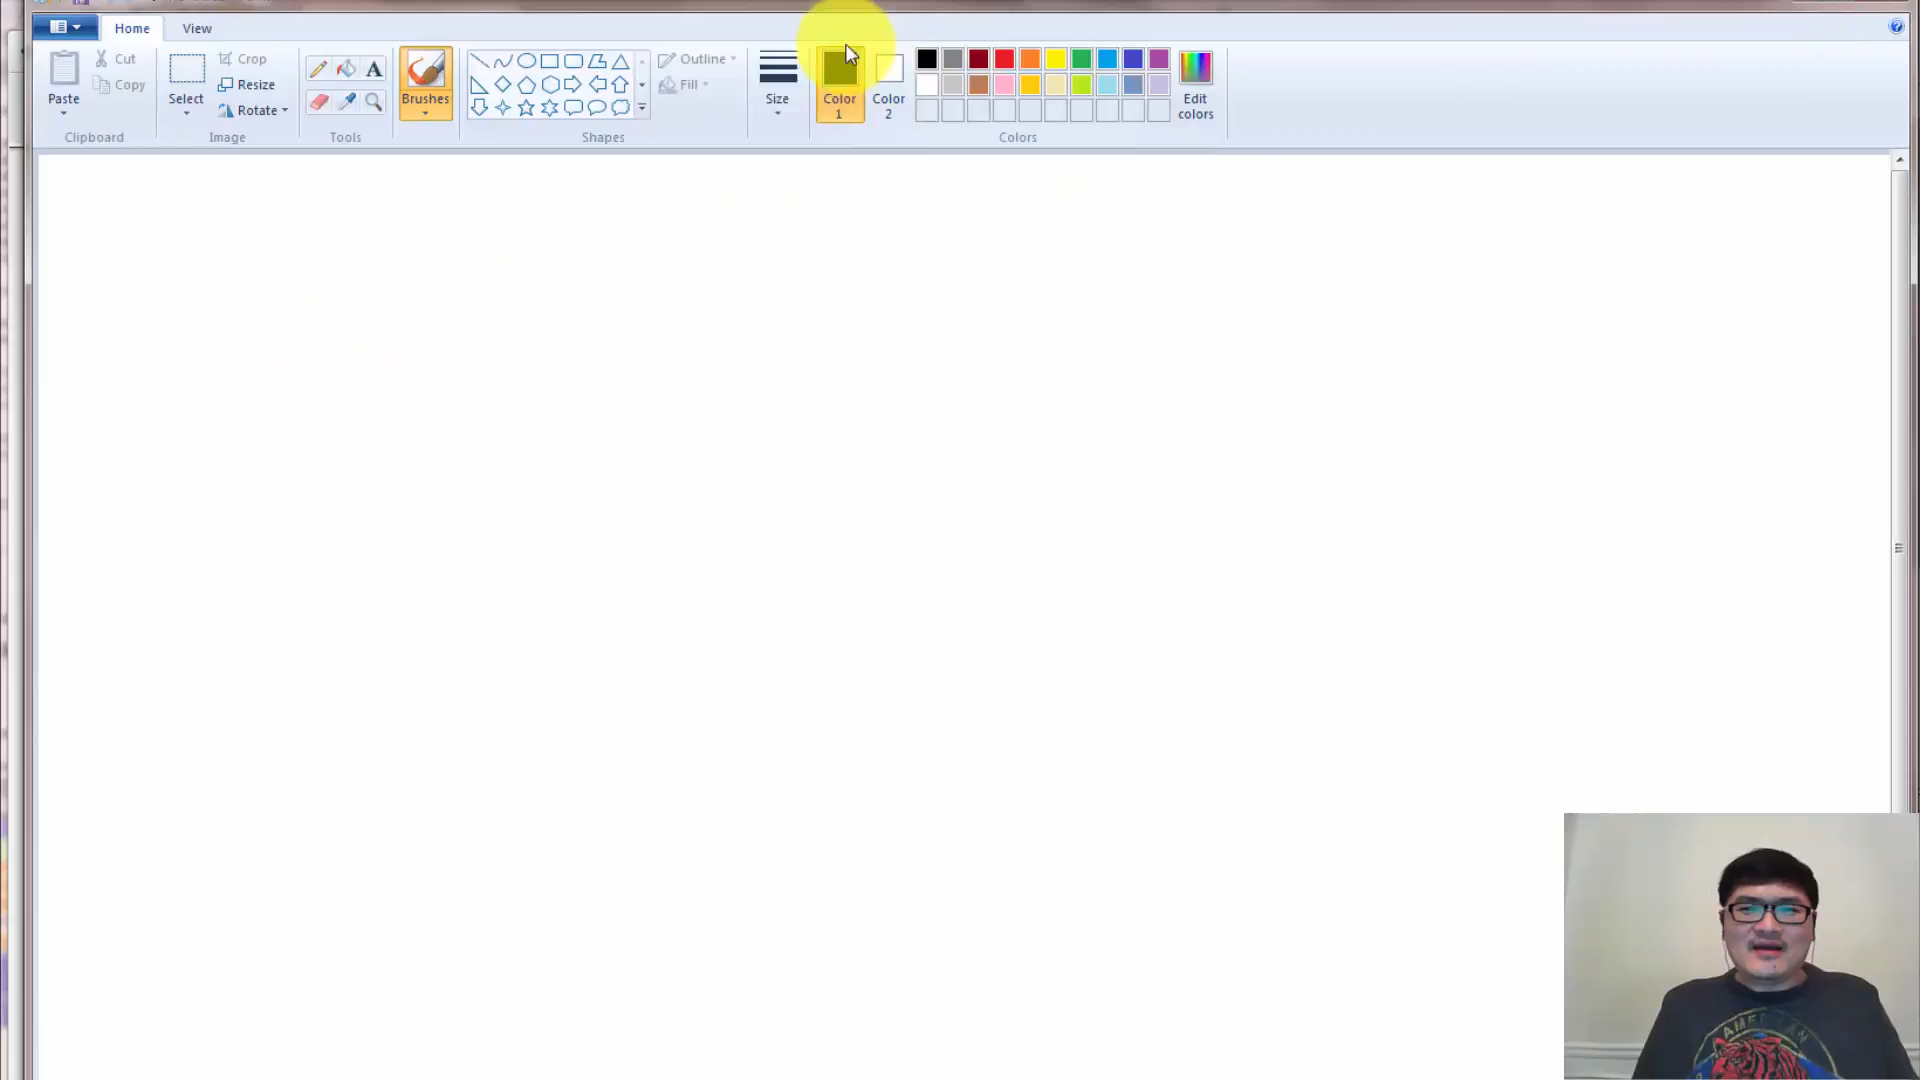 Home View
Paste
Cut
Copy
Clipboard
Select
Crop
Resize
Rotate
Image
A
Tools
Brushes
Shapes
Outline
Fill
Size
Color
1
Color
2
Colors
Edit
colors
AMERICAN